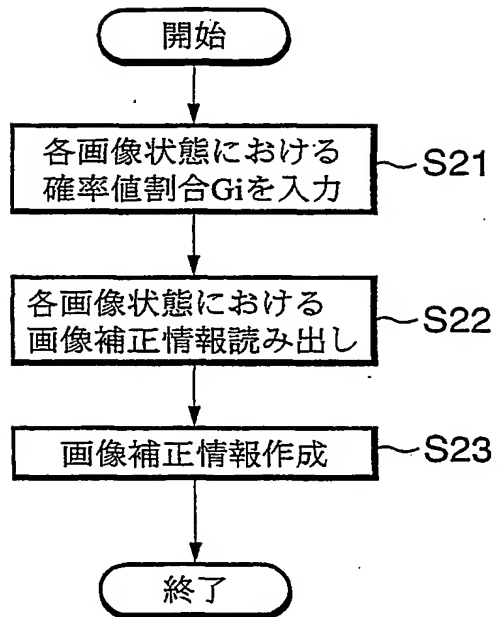 開始
各画像状態における
確率値割合Giを入力
S21
各画像状態における
画像補正情報読み出し
S22
画像補正情報作成
S23
終了